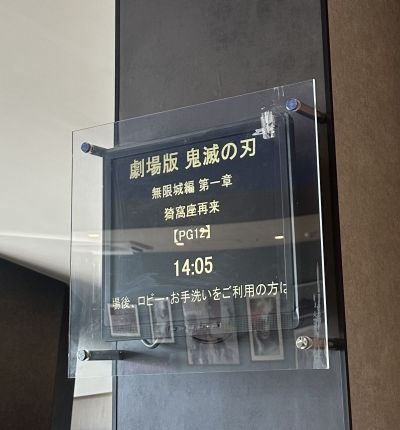 劇場版 鬼滅の刃
無限城編 第一章
猗窩座再来
【PG12】
14:05
場後、ロビー・お手洗いをご利用の方は